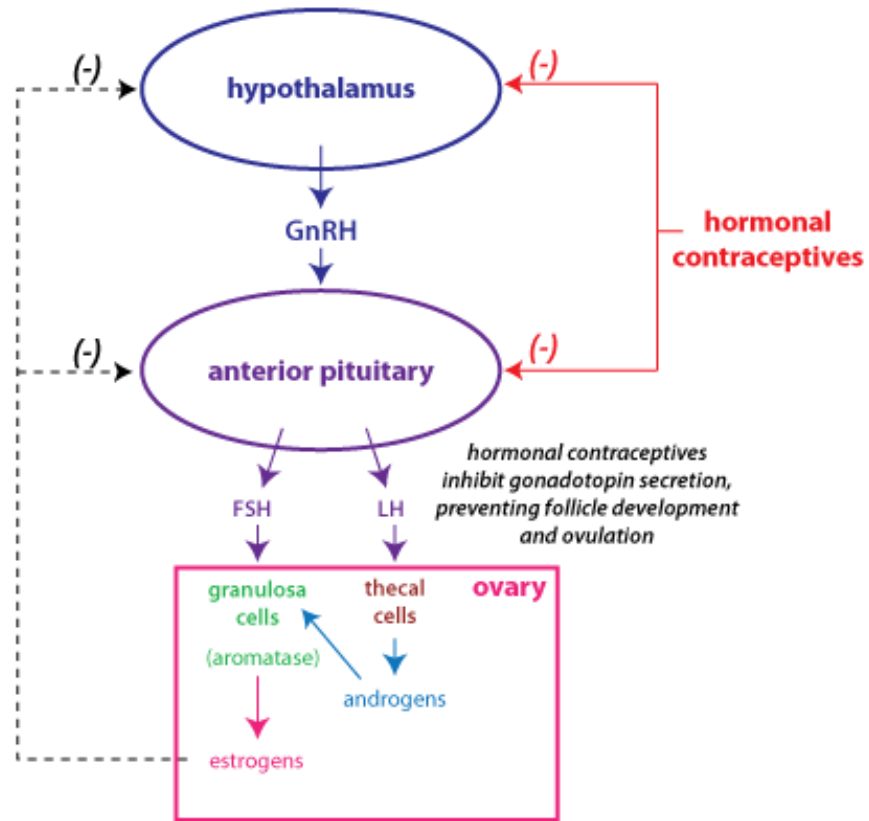 (-)
(-)
hypothalamus
GnRH
hormonal
contraceptives
(-)
(-)
anterior pituitary
hormonal contraceptives
inhibit gonadotopin secretion,
preventing follicle development
and ovulation
FSH
LH
granulosa
cells
thecal
cells
ovary
(aromatase)
androgens
estrogens